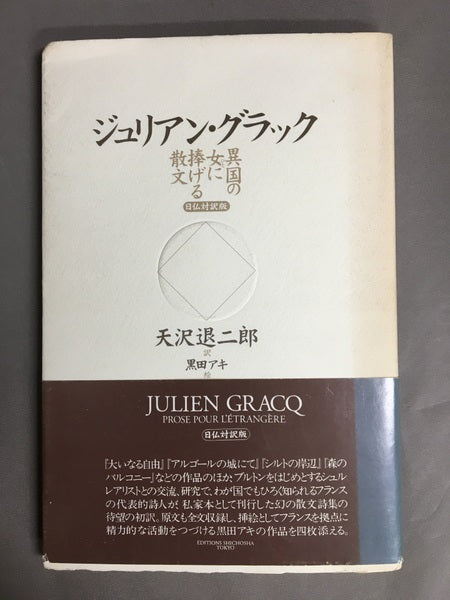 ジュリアン・グラック
異国の
女に
捧げる
散文
日仏対訳版
天沢退二郎
訳
黒田アキ
絵
JULIEN GRACQ
PROSE POUR L'ÉTRANGÈRE
日仏対訳版
『大いなる自由』『アルゴールの城にて』『シルトの岸辺』『森の
バルコニー』などの作品のほか、ブルトンをはじめとするシュル
レアリストとの交流、研究で、わが国でもひろく知られるフランス
の代表的詩人が、私家本として刊行した幻の散文詩集の
待望の初訳。原文も全文収録し、挿絵としてフランスを拠点に
精力的な活動をつづける黒田アキの作品を四枚添える。
EDITIONS SHICHOSHA
TOKYO